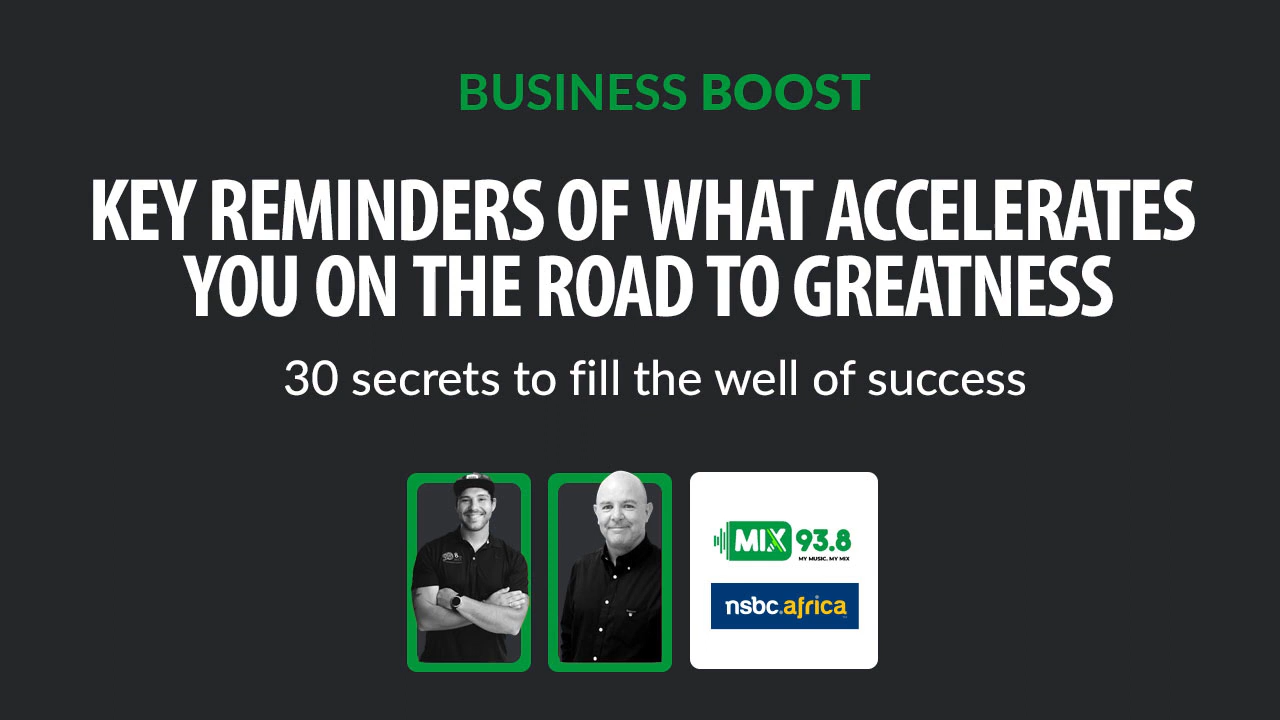 BUSINESS BOOST
KEY REMINDERS OF WHAT ACCELERATES
YOU ON THE ROAD TO GREATNESS
30 secrets to fill the well of success
MIX 93.8
MY MUSIC. MY MIX
nsbc.africa